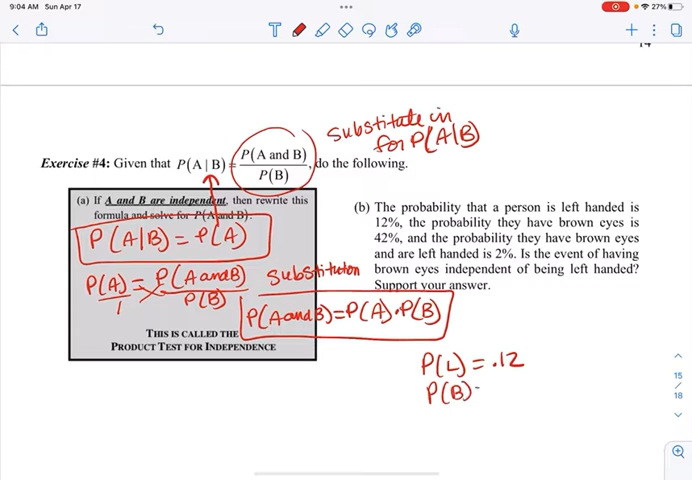 9:04 AM Sun Apr 17
27%
14
Substitute in
for P(A|B)
Exercise #4: Given that P(A | B) = P(A and B) / P(B), do the following.
(a) If A and B are independent, then rewrite this
formula and solve for P(A and B).
P(A|B) = P(A)
P(A)/1 = P(A and B)/P(B)
Substitution
P(A and B) = P(A) · P(B)
THIS IS CALLED THE
PRODUCT TEST FOR INDEPENDENCE
(b) The probability that a person is left handed is
12%, the probability they have brown eyes is
42%, and the probability they have brown eyes
and are left handed is 2%. Is the event of having
brown eyes independent of being left handed?
Support your answer.
P(L) = .12
P(B) -
15
/
18